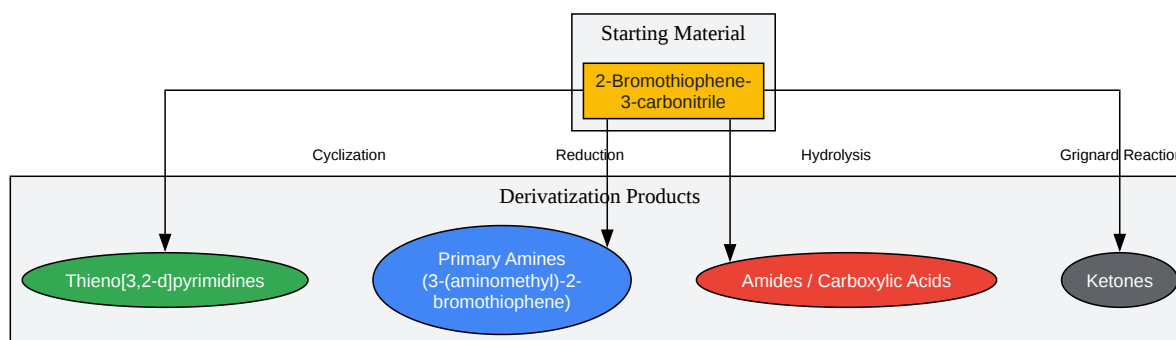 Starting Material
2-Bromothiophene-
3-carbonitrile
Cyclization
Reduction
Hydrolysis
Grignard Reaction
Derivatization Products
Thieno[3,2-d]pyrimidines
Primary Amines
(3-(aminomethyl)-2-
bromothiophene)
Amides / Carboxylic Acids
Ketones